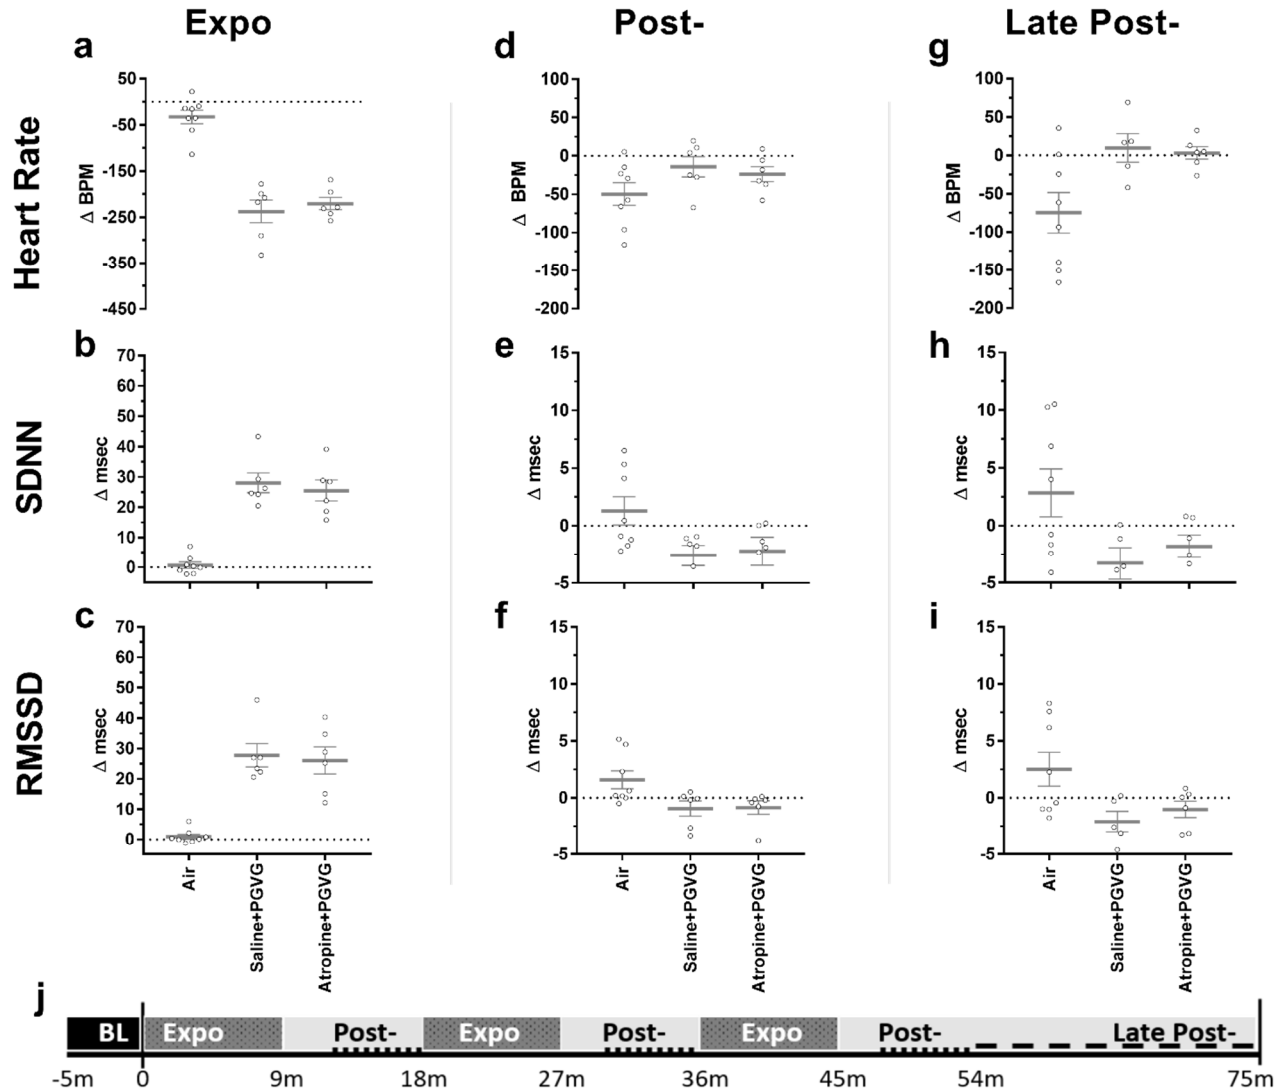 Expo Post- Late Post-
a d g
Heart Rate
Δ BPM
50
-50
-150
-250
-350
-450
Δ BPM
100
50
0
-50
-100
-150
-200
Δ BPM
100
50
0
-50
-100
-150
-200
b e h
SDNN
Δ msec
70
60
50
40
30
20
10
0
Δ msec
15
10
5
0
-5
Δ msec
15
10
5
0
-5
c f i
RMSSD
Δ msec
70
60
50
40
30
20
10
0
Δ msec
15
10
5
0
-5
Δ msec
15
10
5
0
-5
Air
Saline+PGVG
Atropine+PGVG
Air
Saline+PGVG
Atropine+PGVG
Air
Saline+PGVG
Atropine+PGVG
j
BL Expo Post- Expo Post- Expo Post- Late Post-
-5m 0 9m 18m 27m 36m 45m 54m 75m